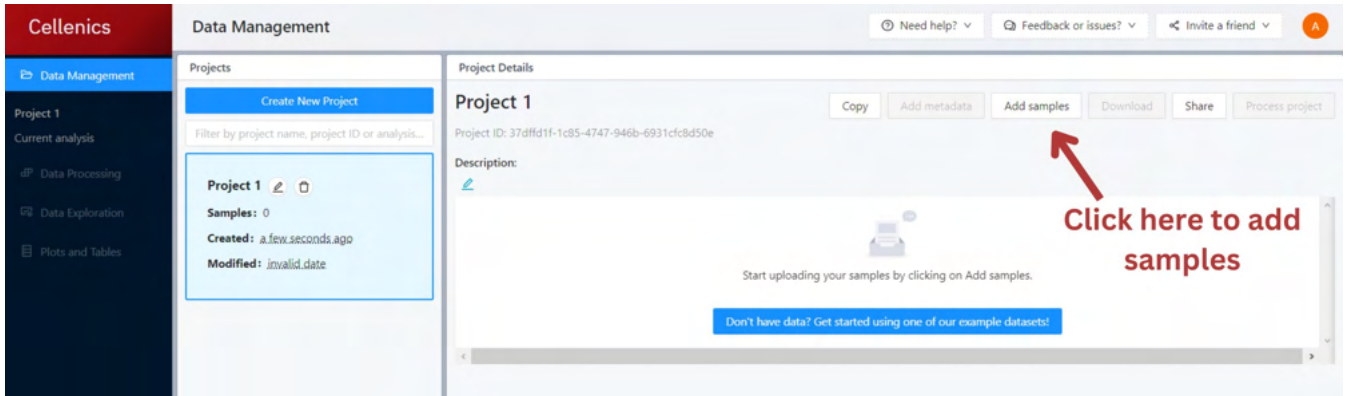 Cellenics
Data Management
Need help?
Feedback or issues?
Invite a friend
A
Data Management
Project 1
Current analysis
Data Processing
Data Exploration
Plots and Tables
Projects
Create New Project
Filter by project name, project ID or analysis...
Project 1
Samples: 0
Created: a few seconds ago
Modified: invalid date
Project Details
Project 1
Copy
Add metadata
Add samples
Download
Share
Process project
Project ID: 37dffd1f-1c85-4747-946b-6931cfc8d50e
Description:
Start uploading your samples by clicking on Add samples.
Don't have data? Get started using one of our example datasets!
Click here to add
samples